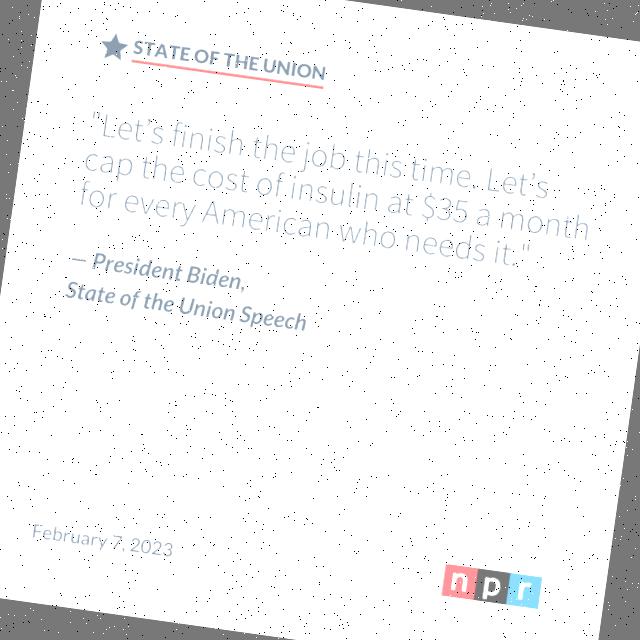 STATE OF THE UNION
"Let's finish the job this time. Let's
cap the cost of insulin at $35 a month
for every American who needs it."
— President Biden,
State of the Union Speech
February 7, 2023
npr